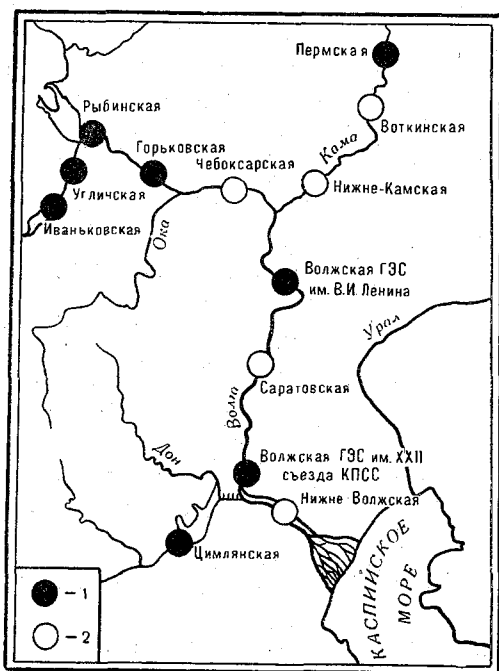 Пермская
Рыбинская
Воткинская
Горьковская
Чебоксарская
Кама
Угличская
Нижне-Камская
Иваньковская
Ока
Волжская ГЭС
им. В.И. Ленина
Урал
Саратовская
Волга
Дон
Волжская ГЭС им. XXII
съезда КПСС
Нижне Волжская
Цимлянская
КАСПИЙСКОЕ
МОРЕ
- 1
- 2